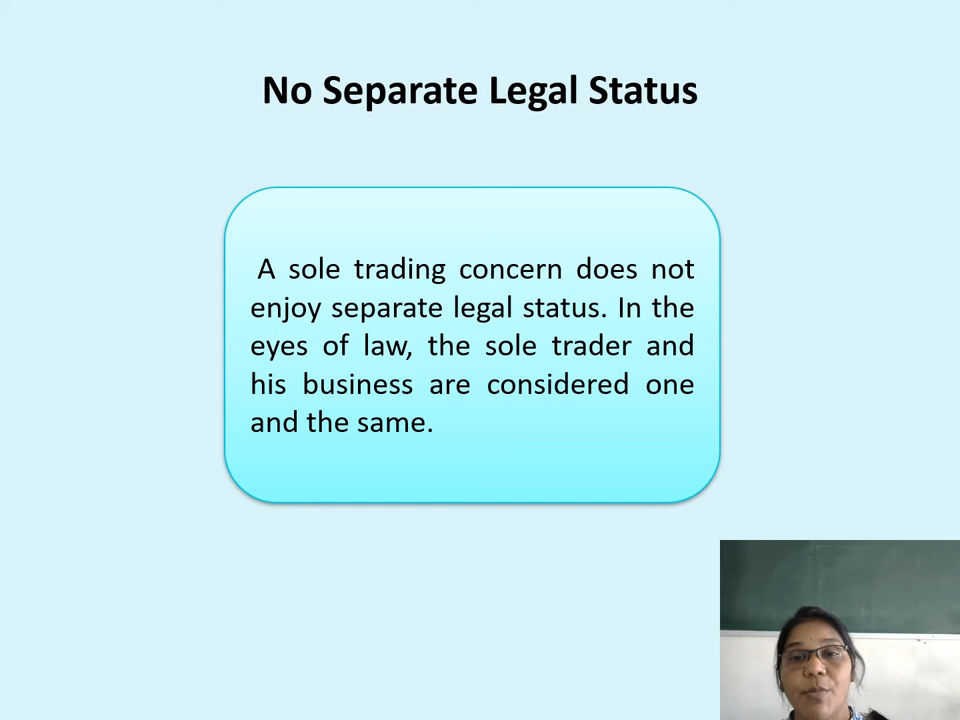 No Separate Legal Status
A sole trading concern does not
enjoy separate legal status. In the
eyes of law, the sole trader and
his business are considered one
and the same.